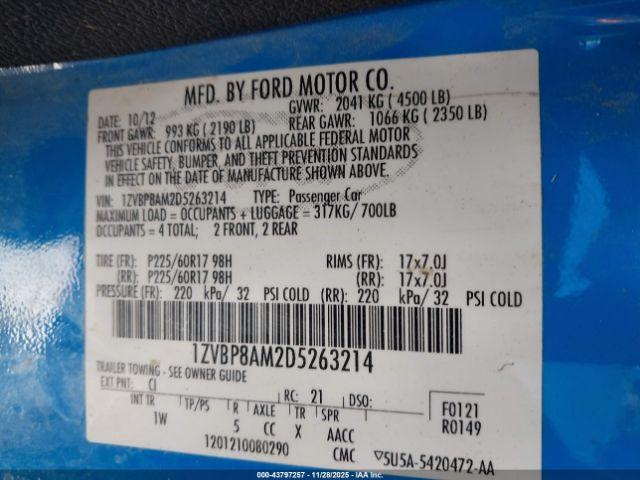 MFD. BY FORD MOTOR CO.
DATE: 10/12 GVWR: 2041 KG ( 4500 LB)
FRONT GAWR: 993 KG ( 2190 LB) REAR GAWR: 1066 KG ( 2350 LB)
THIS VEHICLE CONFORMS TO ALL APPLICABLE FEDERAL MOTOR
VEHICLE SAFETY, BUMPER, AND THEFT PREVENTION STANDARDS
IN EFFECT ON THE DATE OF MANUFACTURE SHOWN ABOVE.
VIN: 1ZVBP8AM2D5263214 TYPE: Passenger Car
MAXIMUM LOAD = OCCUPANTS + LUGGAGE = 317KG/ 700LB
OCCUPANTS = 4 TOTAL; 2 FRONT, 2 REAR
TIRE (FR): P225/60R17 98H RIMS (FR): 17x7.0J
(RR): P225/60R17 98H (RR): 17x7.0J
PRESSURE (FR): 220 kPa/ 32 PSI COLD (RR): 220 kPa/ 32 PSI COLD
1ZVBP8AM2D5263214
TRAILER TOWING - SEE OWNER GUIDE
EXT PNT: CI RC: 21 DSO:
INT TR TP/PS R AXLE TR SPR F0121
1W 5 CC X AACC R0149
1201210080290 CMC ▽5U5A-5420472-AA
000-43797257 - 11/28/2025 - IAA Inc.